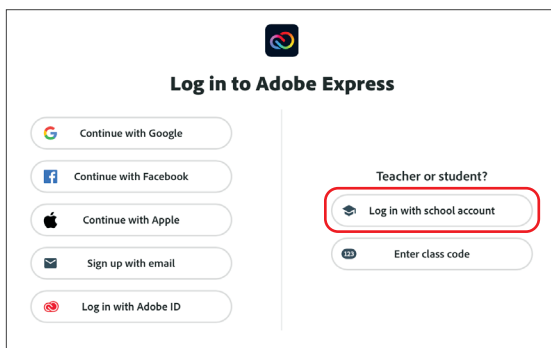 Log in to Adobe Express
Continue with Google
Continue with Facebook
Continue with Apple
Sign up with email
Log in with Adobe ID
Teacher or student?
Log in with school account
123 Enter class code